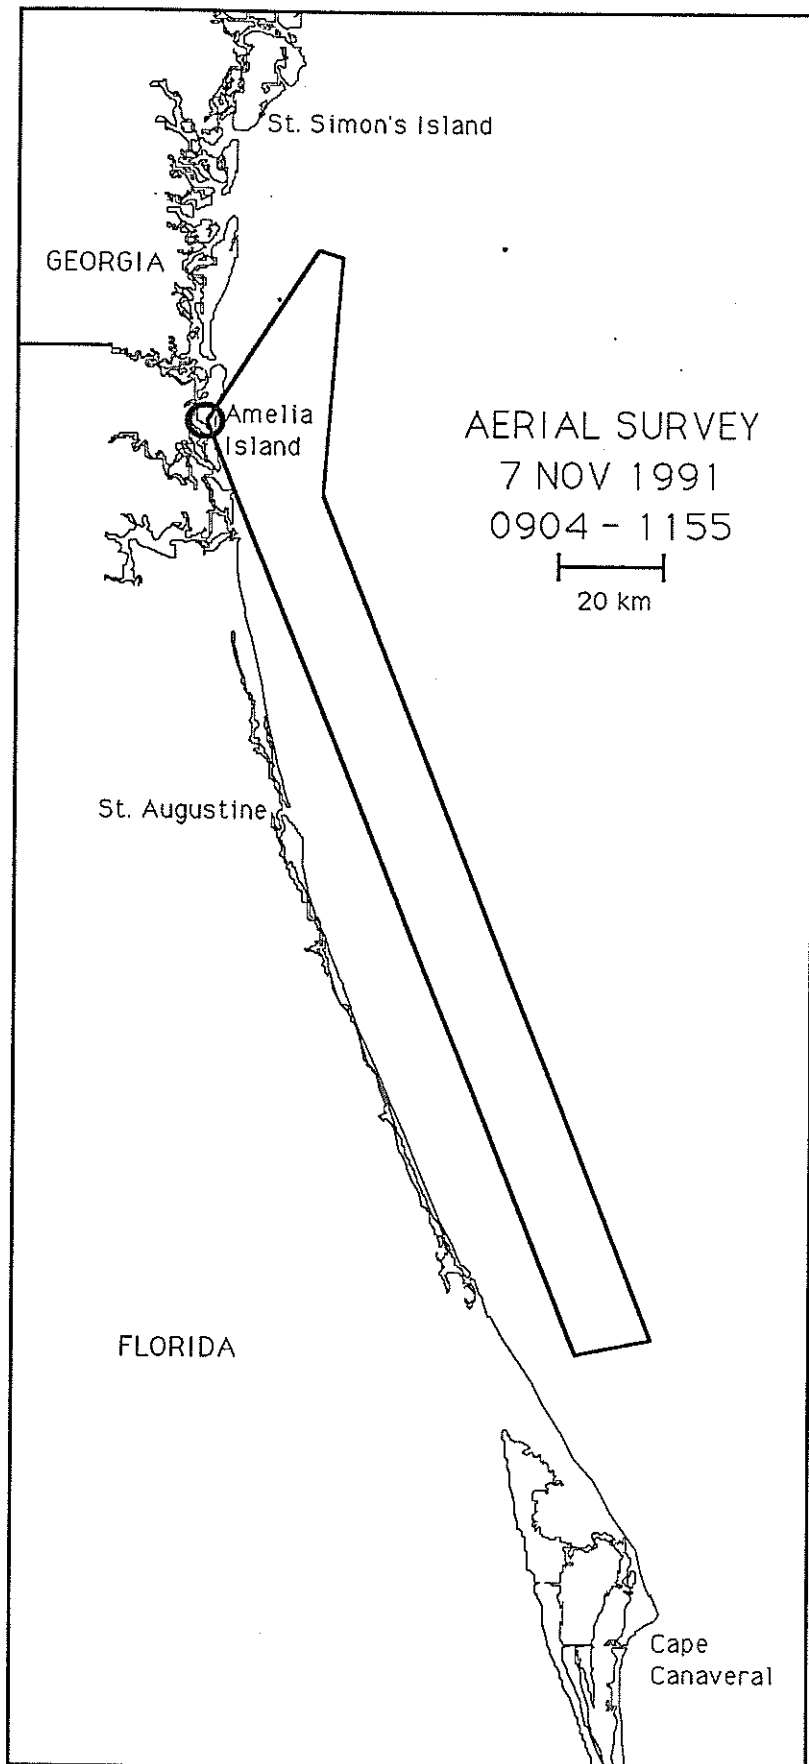 St. Simon's Island
GEORGIA
Amelia
Island
AERIAL SURVEY
7 NOV 1991
0904 - 1155
20 km
St. Augustine
FLORIDA
Cape
Canaveral